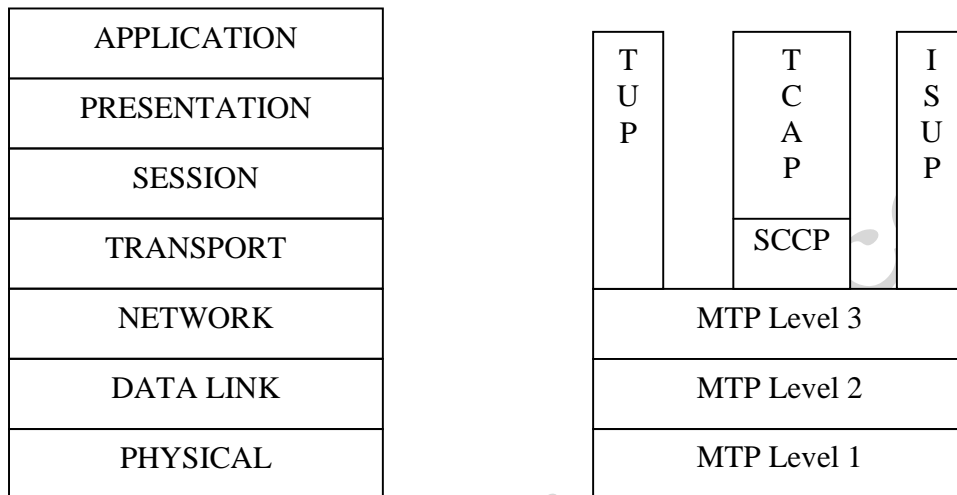 APPLICATION
PRESENTATION
SESSION
TRANSPORT
NETWORK
DATA LINK
PHYSICAL
T
U
P
T
C
A
P
SCCP
I
S
U
P
MTP Level 3
MTP Level 2
MTP Level 1